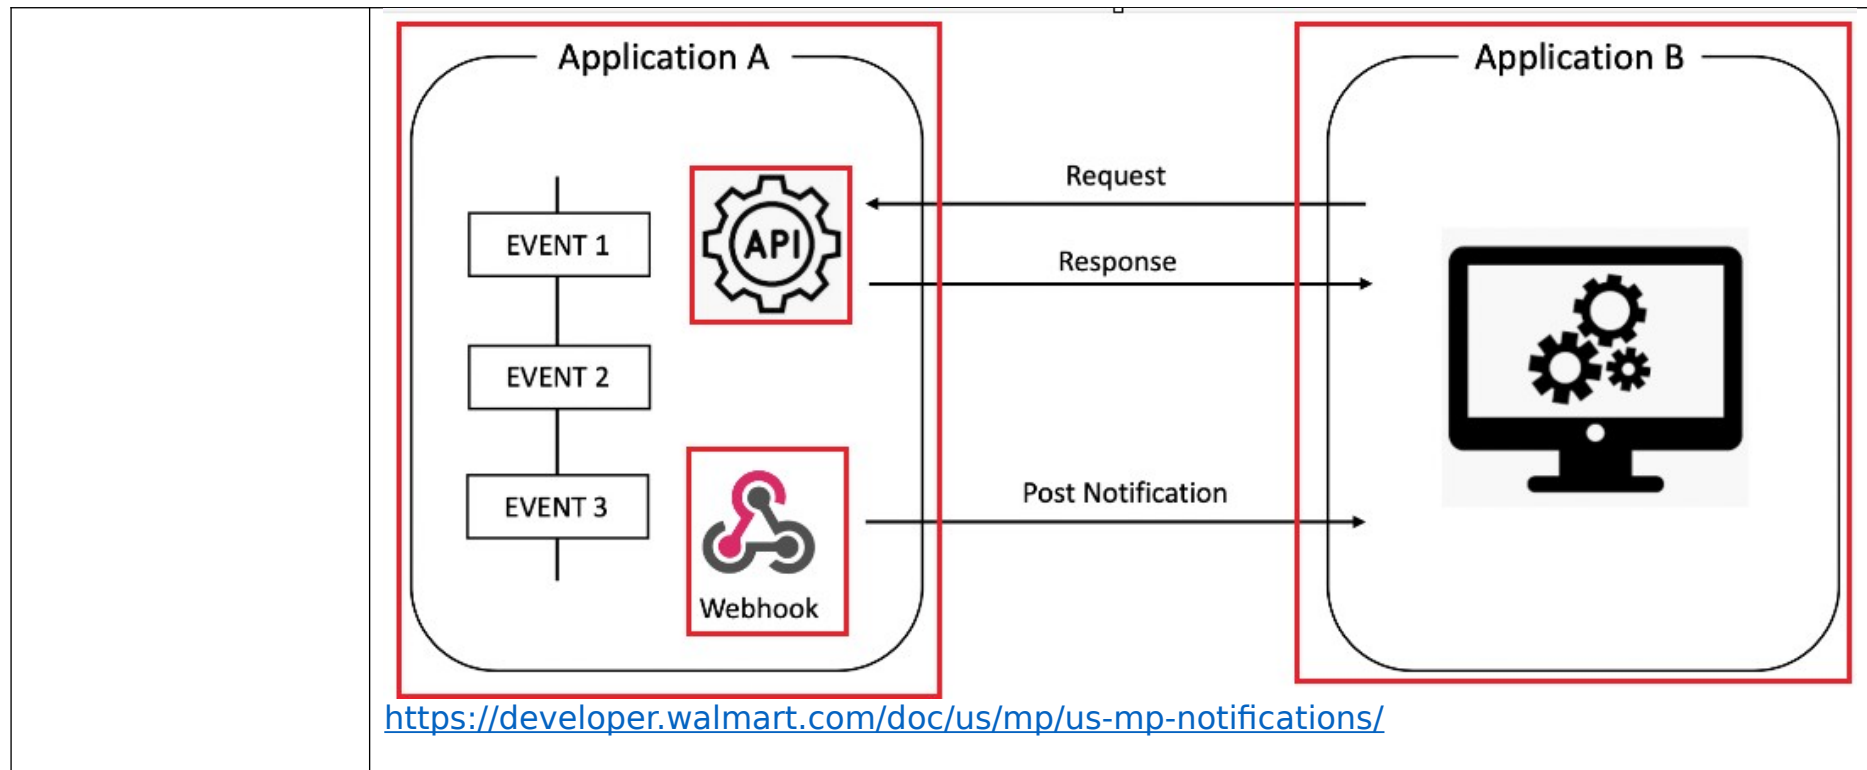 Application A
Application B
Request
API
EVENT 1
Response
EVENT 2
Post Notification
EVENT 3
Webhook
https://developer.walmart.com/doc/us/mp/us-mp-notifications/